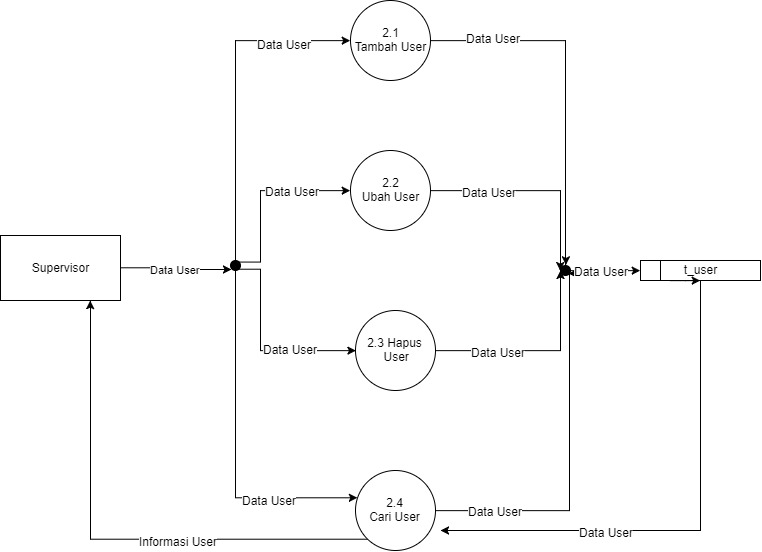 2.1
Tambah User
Data User
Data User
2.2
Ubah User
Data User
Data User
Supervisor
Data User
Data User
t_user
2.3 Hapus
User
Data User
Data User
2.4
Cari User
Data User
Data User
Data User
Informasi User